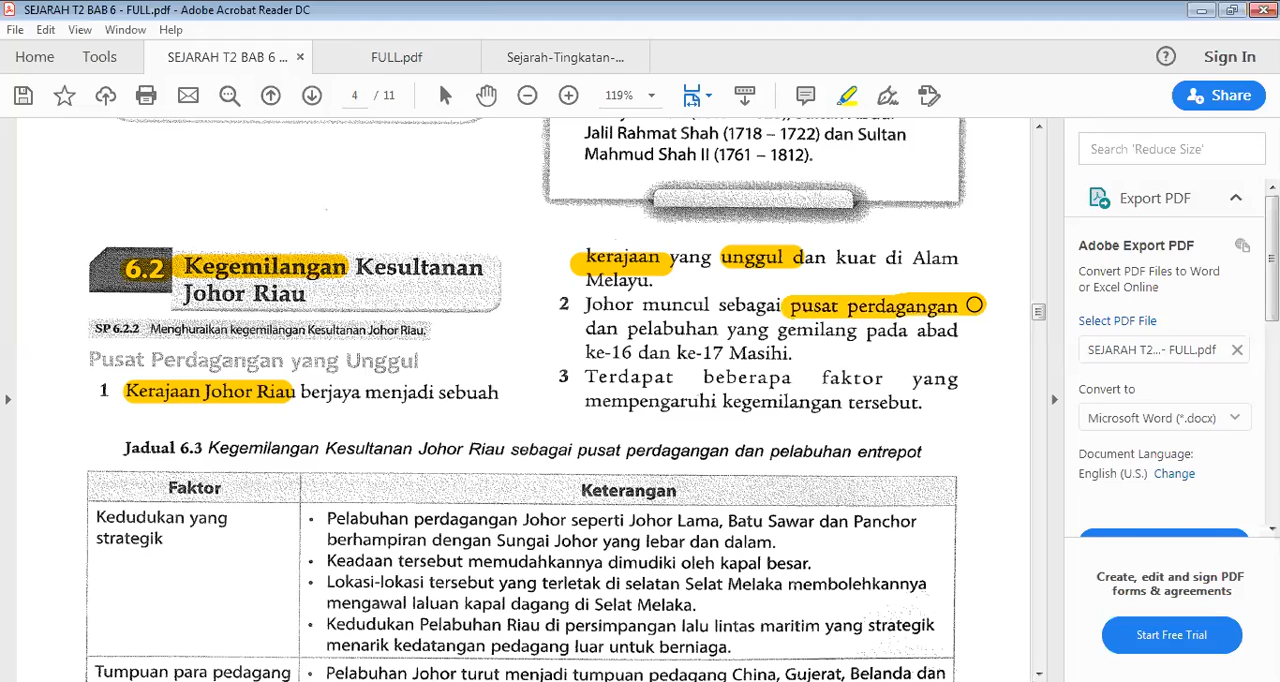 SEJARAH T2 BAB 6 - FULL.pdf - Adobe Acrobat Reader DC
File Edit View Window Help
Home Tools SEJARAH T2 BAB 6 ... × FULL.pdf Sejarah-Tingkatan-... Sign In
4 / 11 119% Share
Jalil Rahmat Shah (1718 – 1722) dan Sultan
Mahmud Shah II (1761 – 1812).
6.2 Kegemilangan Kesultanan
Johor Riau
SP 6.2.2 Menghuraikan kegemilangan Kesultanan Johor Riau.
Pusat Perdagangan yang Unggul
1 Kerajaan Johor Riau berjaya menjadi sebuah
kerajaan yang unggul dan kuat di Alam
Melayu.
2 Johor muncul sebagai pusat perdagangan
dan pelabuhan yang gemilang pada abad
ke-16 dan ke-17 Masihi.
3 Terdapat beberapa faktor yang
mempengaruhi kegemilangan tersebut.
Jadual 6.3 Kegemilangan Kesultanan Johor Riau sebagai pusat perdagangan dan pelabuhan entrepot
Faktor Keterangan
Kedudukan yang
strategik
• Pelabuhan perdagangan Johor seperti Johor Lama, Batu Sawar dan Panchor
berhampiran dengan Sungai Johor yang lebar dan dalam.
• Keadaan tersebut memudahkannya dimudiki oleh kapal besar.
• Lokasi-lokasi tersebut yang terletak di selatan Selat Melaka membolehkannya
mengawal laluan kapal dagang di Selat Melaka.
• Kedudukan Pelabuhan Riau di persimpangan lalu lintas maritim yang strategik
menarik kedatangan pedagang luar untuk berniaga.
Tumpuan para pedagang • Pelabuhan Johor turut menjadi tumpuan pedagang China, Gujerat, Belanda dan
Search 'Reduce Size'
Export PDF
Adobe Export PDF
Convert PDF Files to Word
or Excel Online
Select PDF File
SEJARAH T2...- FULL.pdf ×
Convert to
Microsoft Word (*.docx)
Document Language:
English (U.S.) Change
Create, edit and sign PDF
forms & agreements
Start Free Trial